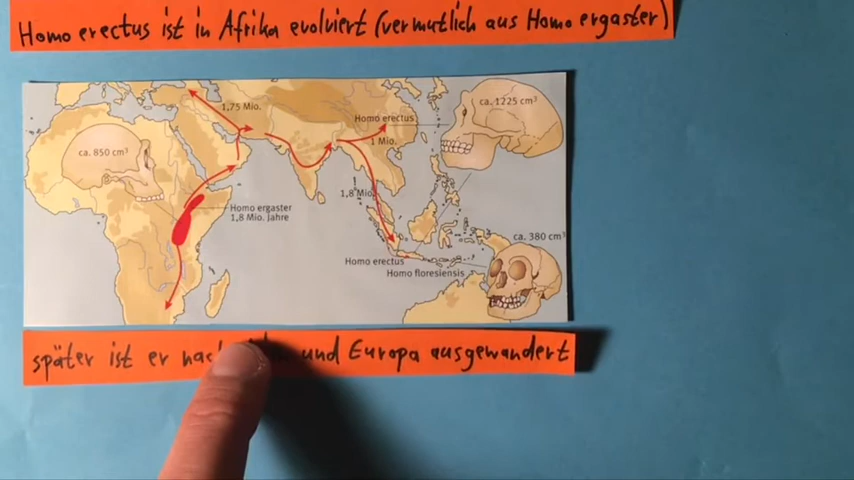 Homo erectus ist in Afrika evolviert (vermutlich aus Homo ergaster)
1,75 Mio.
ca. 1225 cm³
Homo erectus
1 Mio.
ca. 850 cm³
1,8 Mio.
Homo ergaster
1,8 Mio. Jahre
ca. 380 cm³
Homo erectus
Homo floresiensis
später ist er nach und Europa ausgewandert